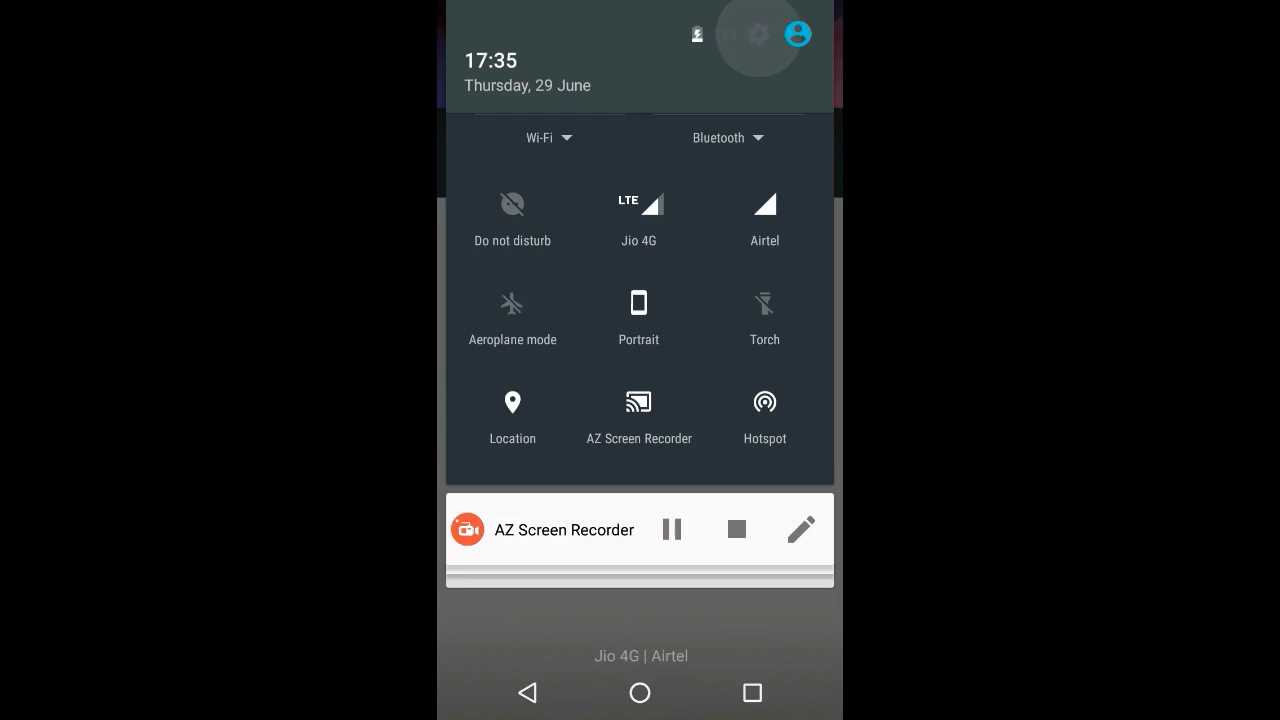 17:35
Thursday, 29 June
Wi-Fi Bluetooth
LTE
Do not disturb Jio 4G Airtel
Aeroplane mode Portrait Torch
Location AZ Screen Recorder Hotspot
AZ Screen Recorder
Jio 4G | Airtel